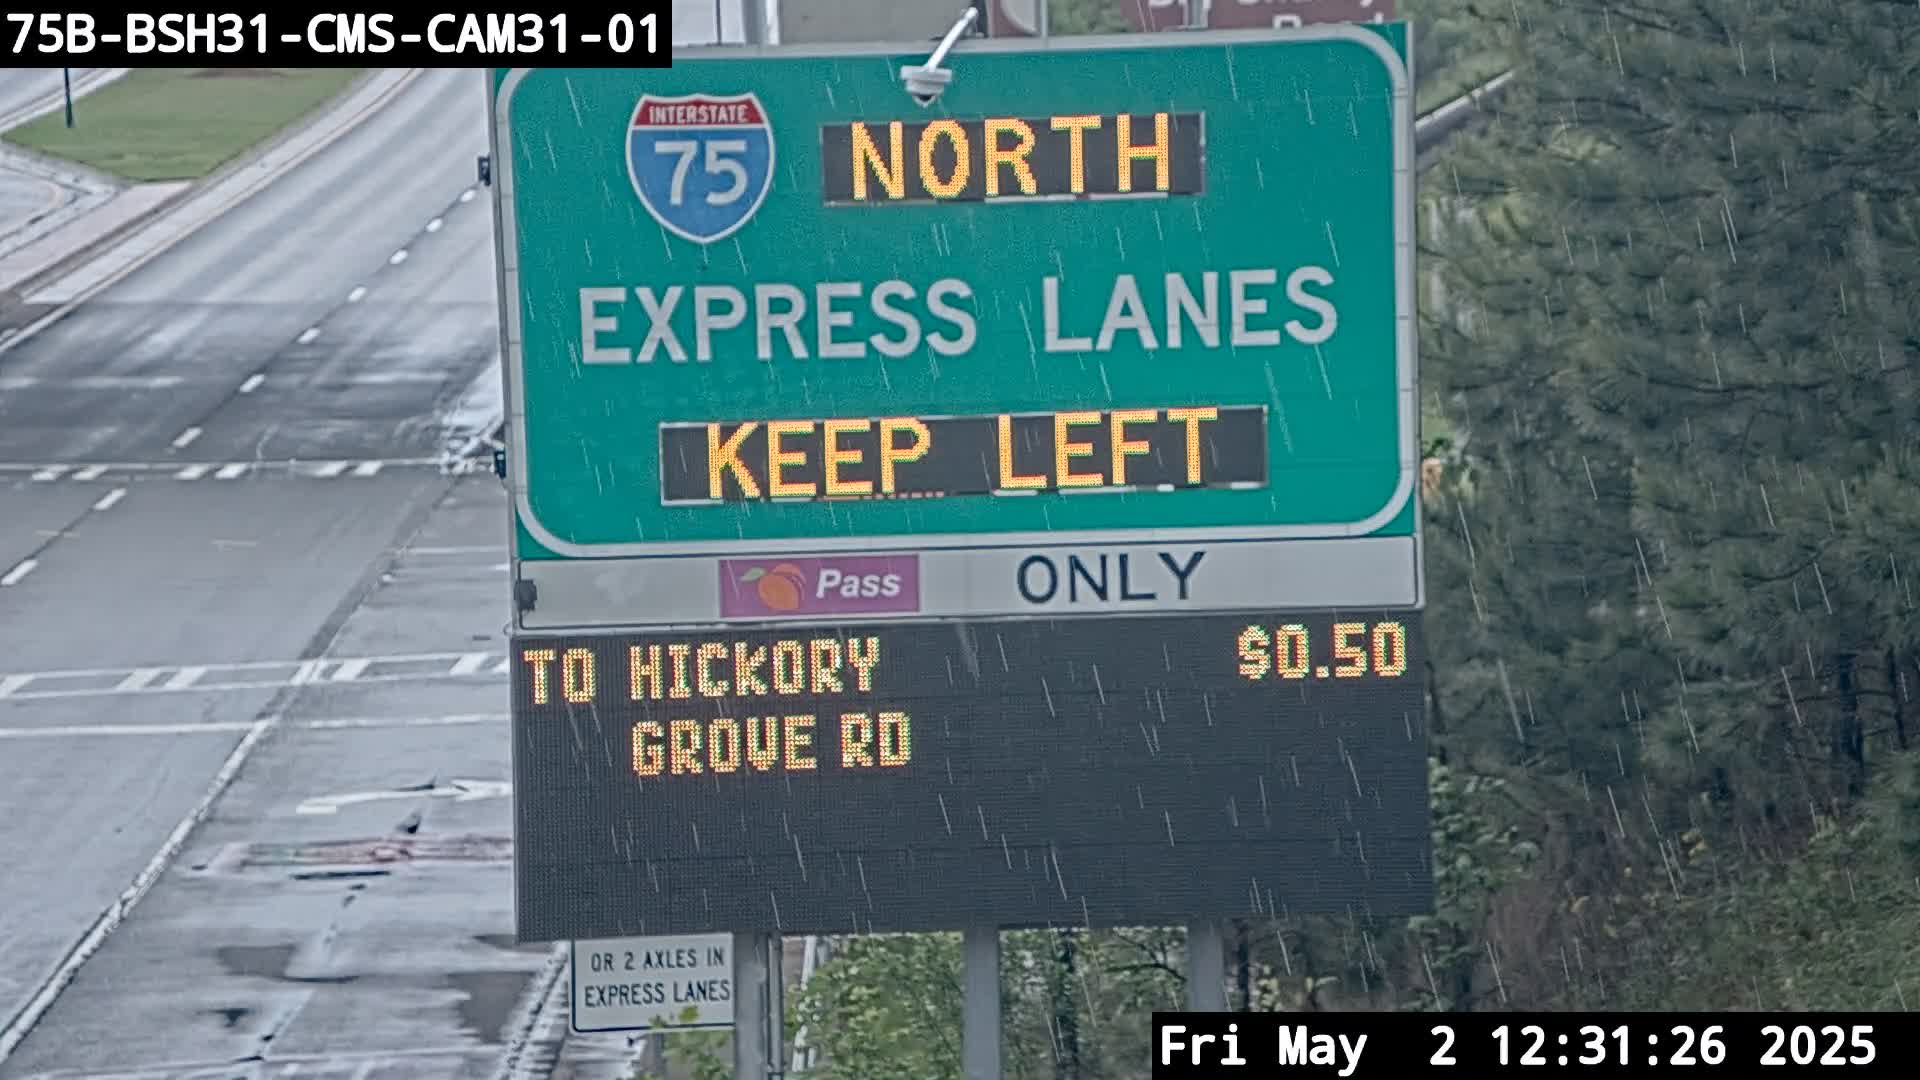 75B-BSH31-CMS-CAM31-01
INTERSTATE
75
NORTH
EXPRESS LANES
KEEP LEFT
Pass ONLY
TO HICKORY $0.50
GROVE RD
OR 2 AXLES IN
EXPRESS LANES
Fri May 2 12:31:26 2025